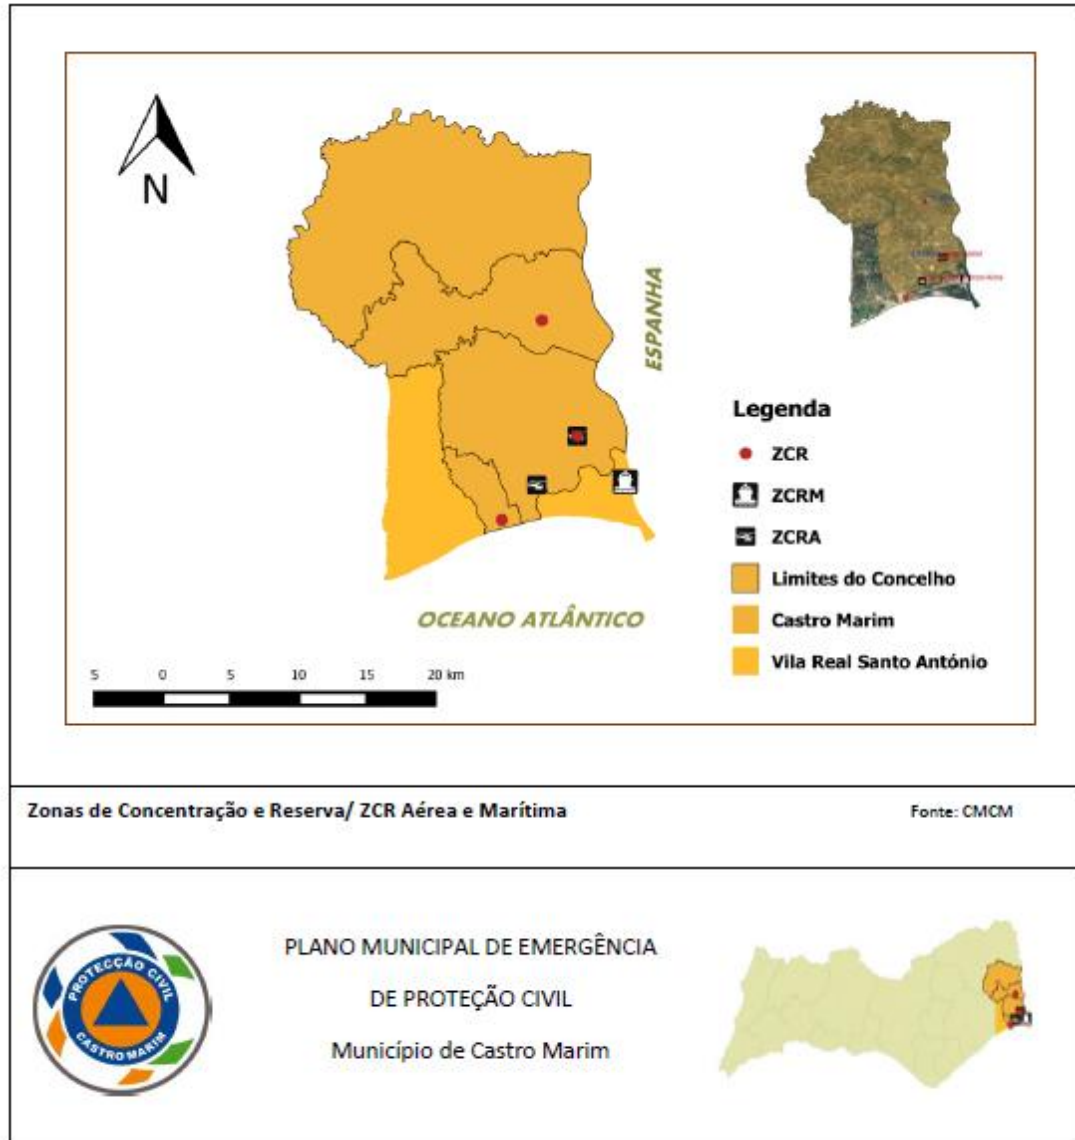 N
ESPANHA
Legenda
ZCR
ZCRM
ZCRA
Limites do Concelho
Castro Marim
Vila Real Santo António
OCEANO ATLÂNTICO
5 0 5 10 15 20 km
Zonas de Concentração e Reserva/ ZCR Aérea e Marítima
Fonte: CMCM
PROTECÇÃO CIVIL
CASTRO MARIM
PLANO MUNICIPAL DE EMERGÊNCIA
DE PROTEÇÃO CIVIL
Município de Castro Marim